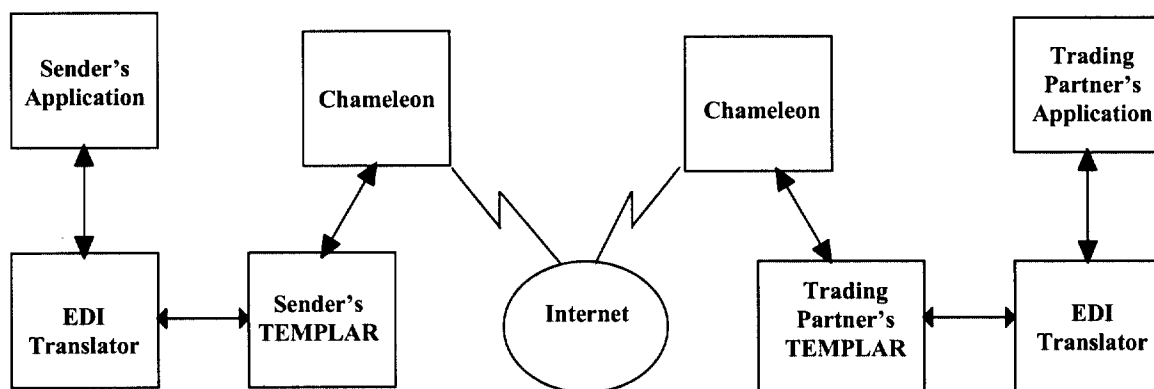 Sender's
Application
Chameleon
Chameleon
Trading
Partner's
Application
EDI
Translator
Sender's
TEMPLAR
Internet
Trading
Partner's
TEMPLAR
EDI
Translator